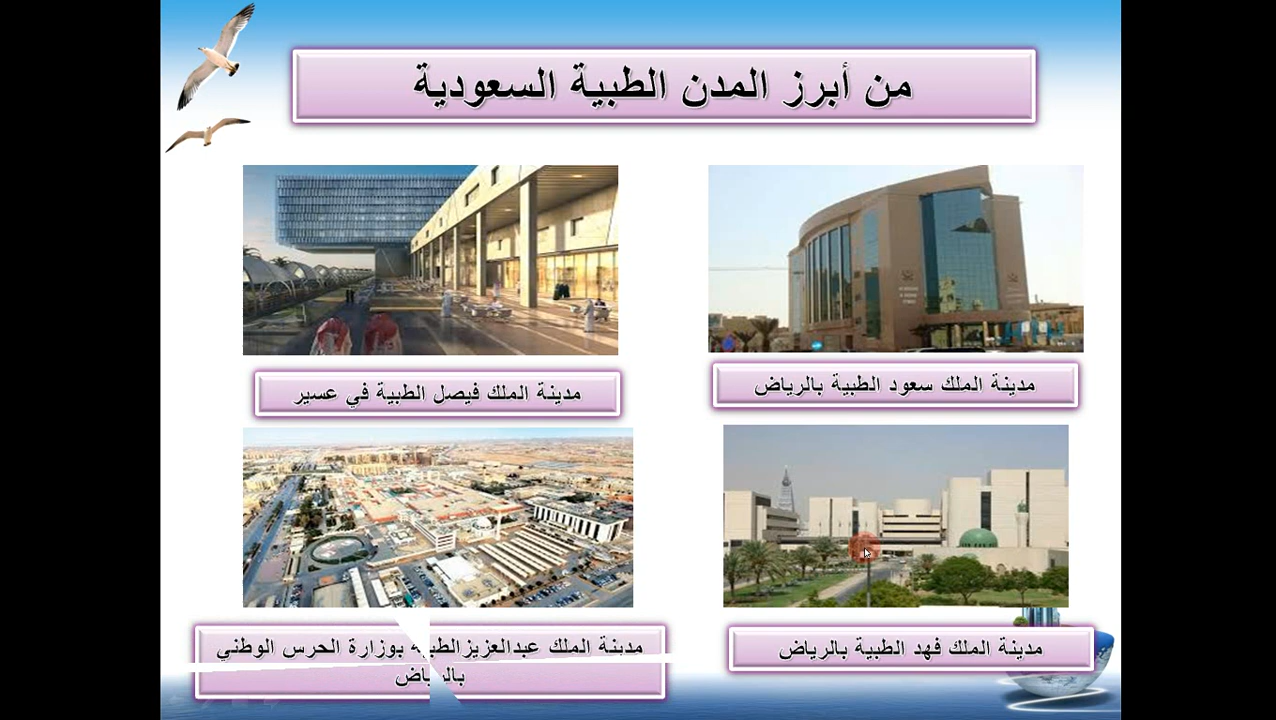 من أبرز المدن الطبية السعودية
مدينة الملك سعود الطبية بالرياض
مدينة الملك فيصل الطبية في عسير
مدينة الملك فهد الطبية بالرياض
مدينة الملك عبدالعزيزالطبية بوزارة الحرس الوطني
بالرياض